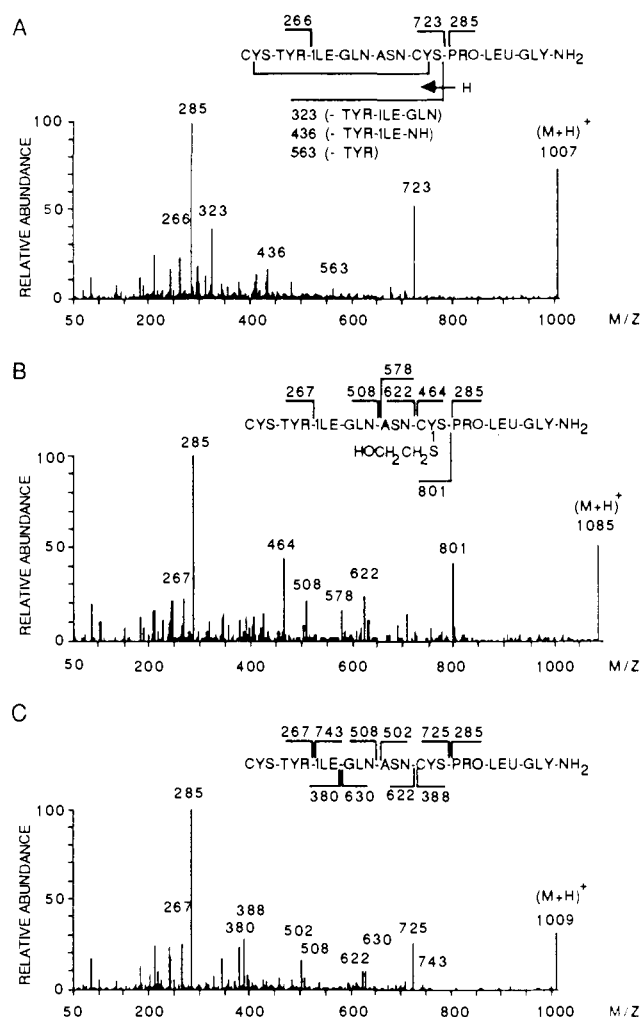 A
266 723 285
CYS-TYR-ILE-GLN-ASN-CYS-PRO-LEU-GLY-NH2
H
323 (- TYR-ILE-GLN)
436 (- TYR-ILE-NH)
563 (- TYR)
(M+H)+
1007
285
266
323
436
563
723
100
50
0
RELATIVE ABUNDANCE
50 200 400 600 800 1000 M/Z
B
578
267 508 622 464 285
CYS-TYR-ILE-GLN-ASN-CYS-PRO-LEU-GLY-NH2
HOCH2CH2S
801
(M+H)+
1085
285
267
464
508
578
622
801
100
50
0
RELATIVE ABUNDANCE
50 200 400 600 800 1000 M/Z
C
267 743 508 502 725 285
CYS-TYR-ILE-GLN-ASN-CYS-PRO-LEU-GLY-NH2
380 630 622 388
(M+H)+
1009
285
267
388
380
502
508
622
630
725
743
100
50
0
RELATIVE ABUNDANCE
50 200 400 600 800 1000 M/Z